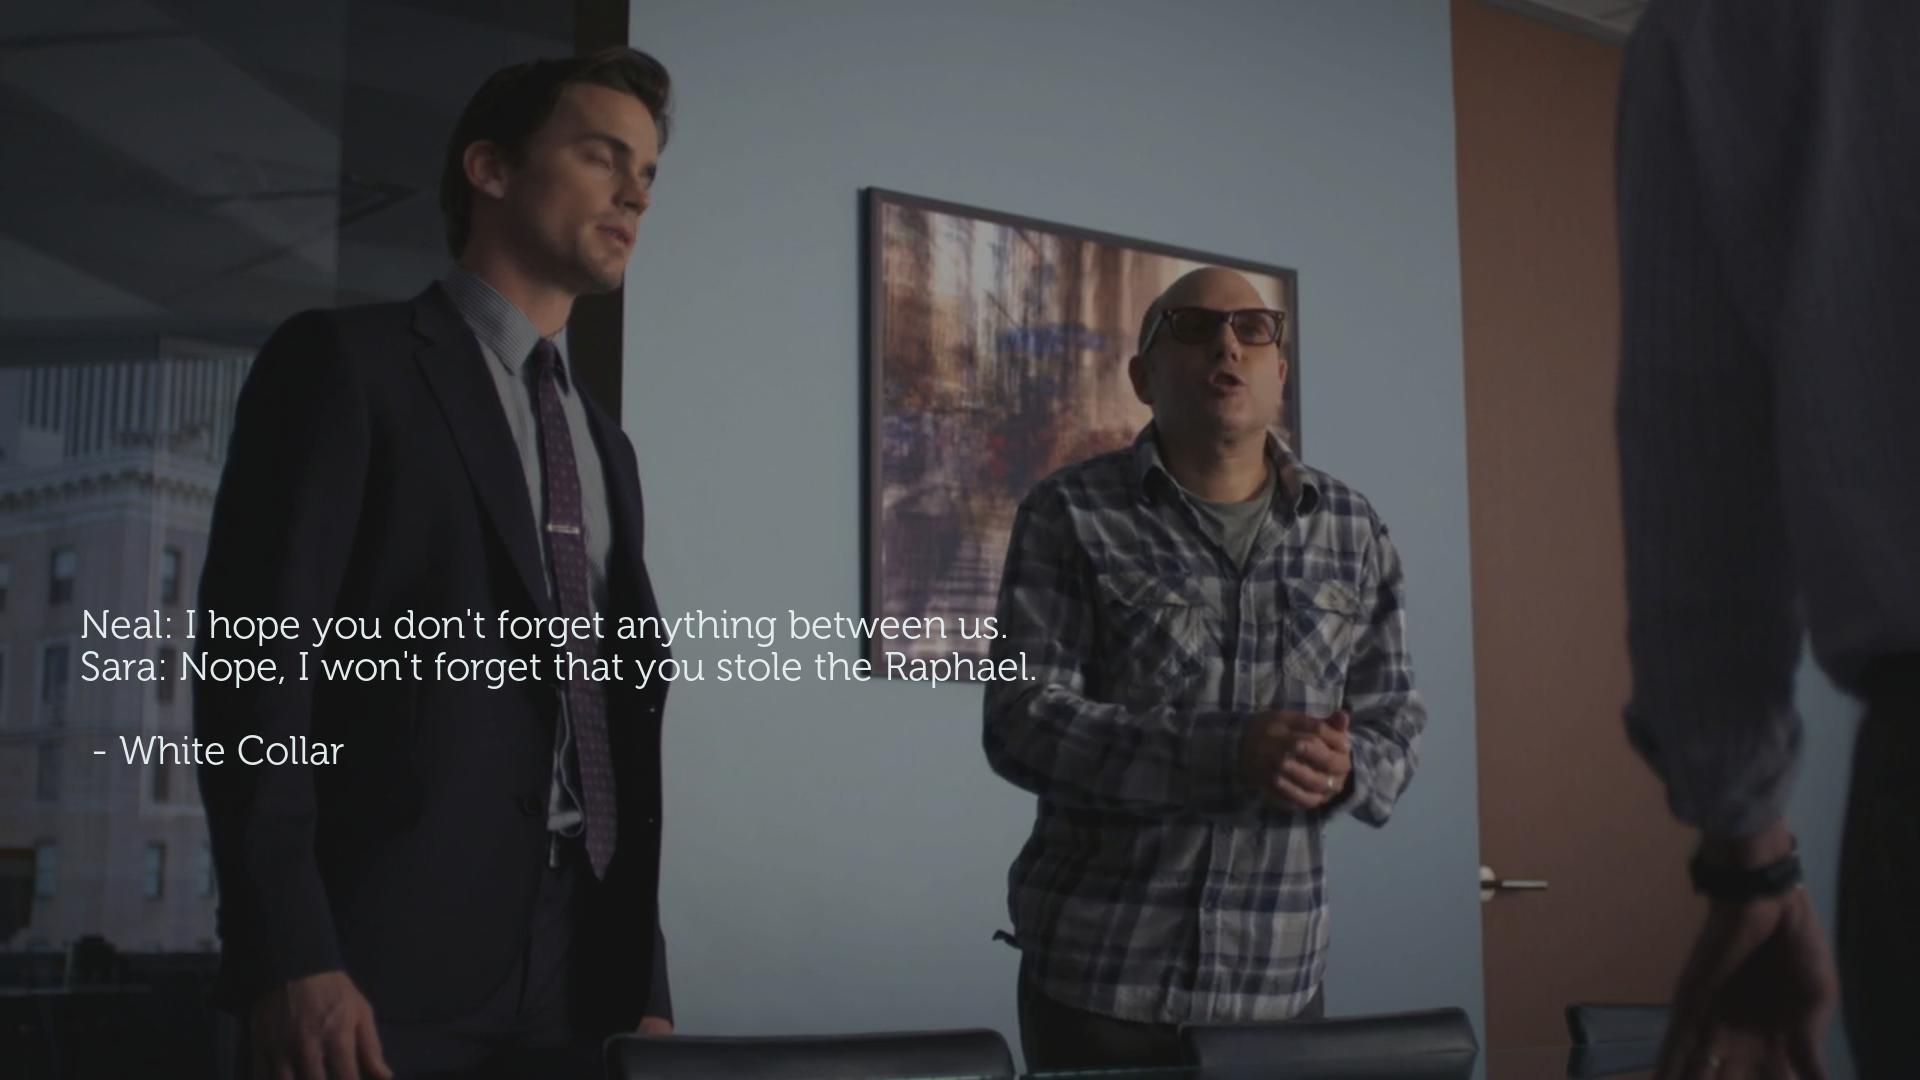 Neal: I hope you don't forget anything between us.
Sara: Nope, I won't forget that you stole the Raphael.
- White Collar